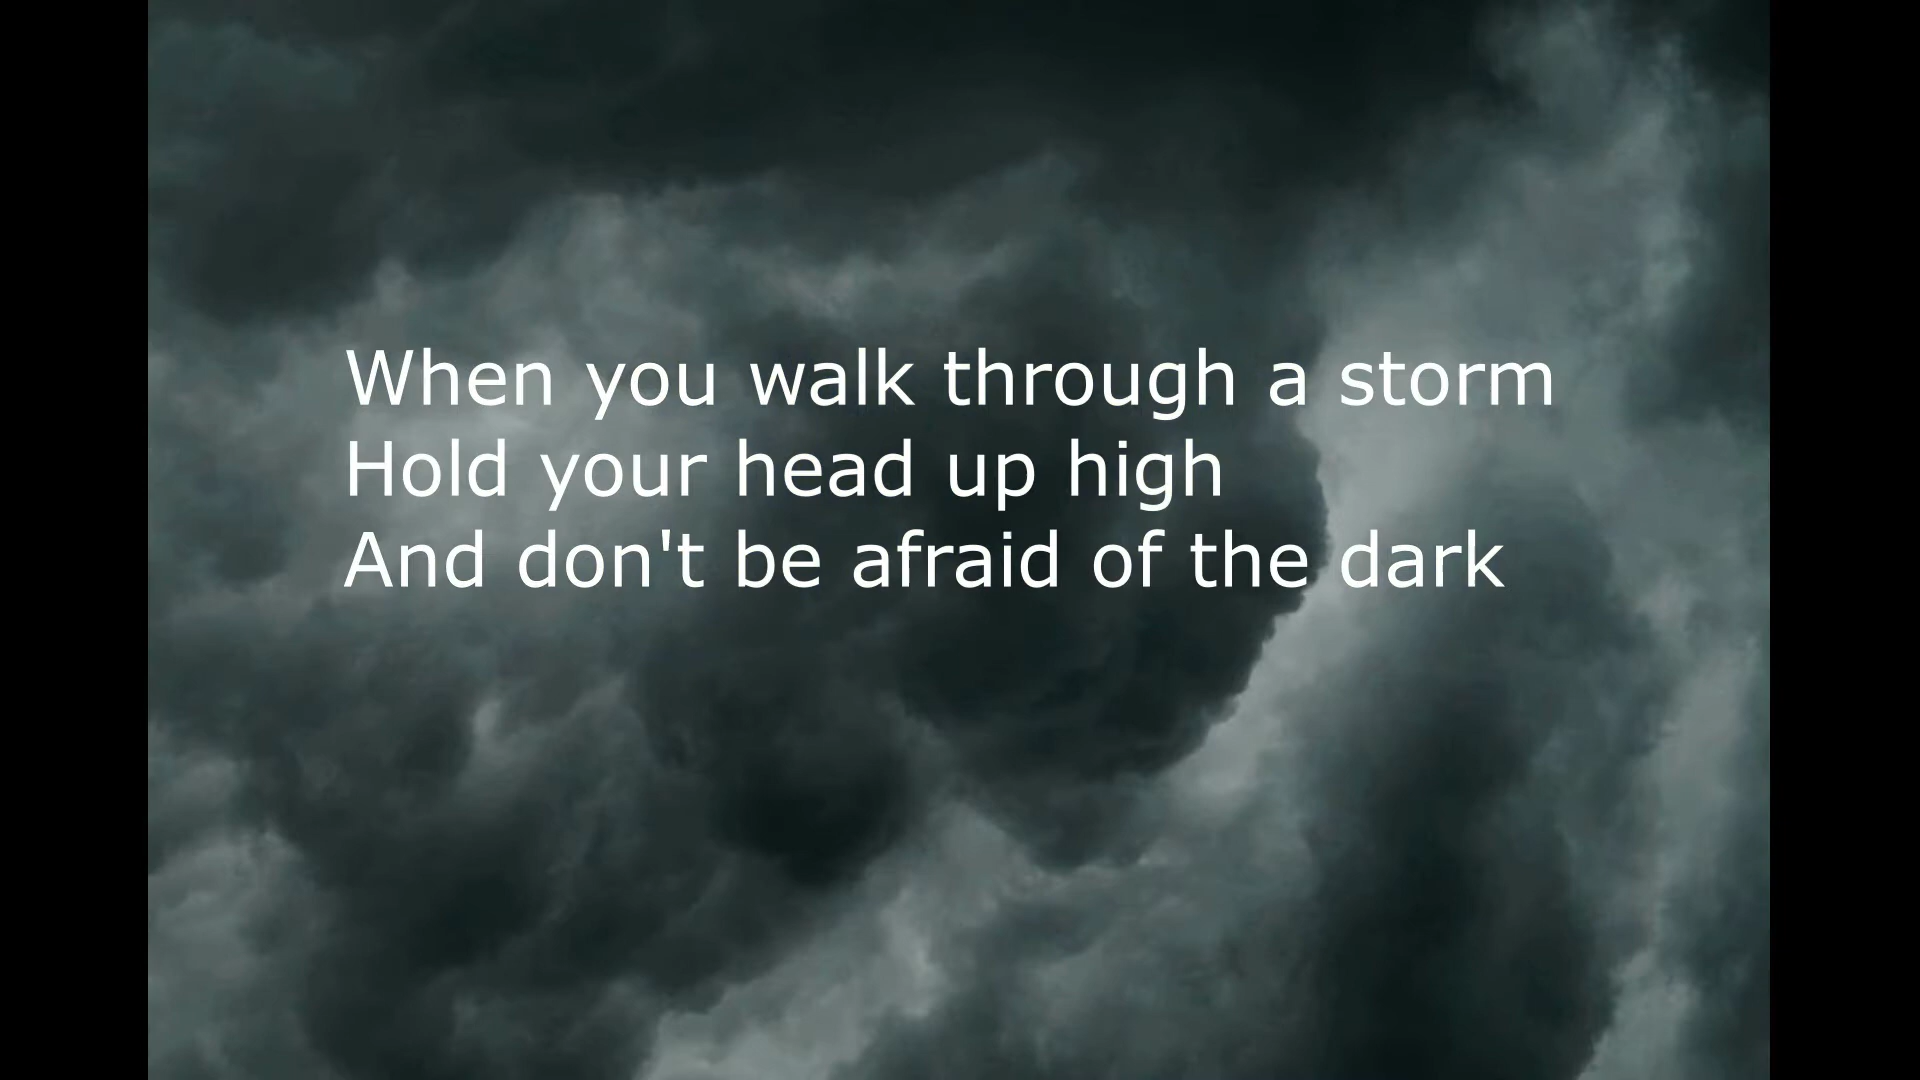 When you walk through a storm
Hold your head up high
And don't be afraid of the dark